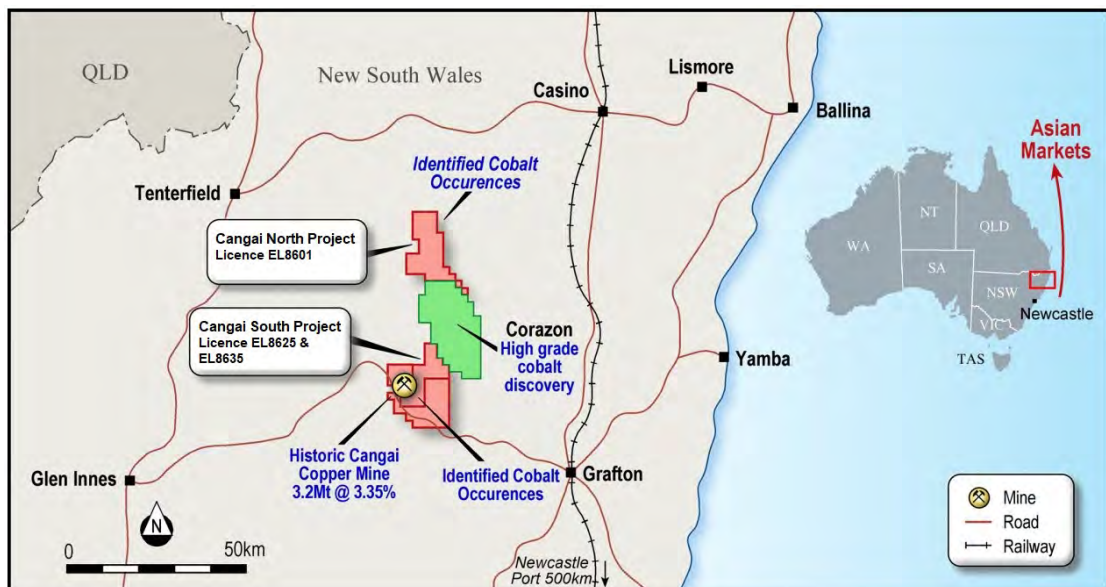 QLD
New South Wales
Lismore
Casino
Ballina
Asian
Markets
Identified Cobalt
Occurences
Tenterfield
NT
QLD
WA
Cangai North Project
Licence EL8601
SA
NSW
Newcastle
Cangai South Project
Licence EL8625 &
EL8635
Corazon
High grade
cobalt
discovery
VIC
TAS
Yamba
Historic Cangai
Copper Mine
3.2Mt @ 3.35%
Identified Cobalt
Occurences
Glen Innes
Grafton
N
0
50km
Newcastle
Port 500km
Mine
Road
Railway